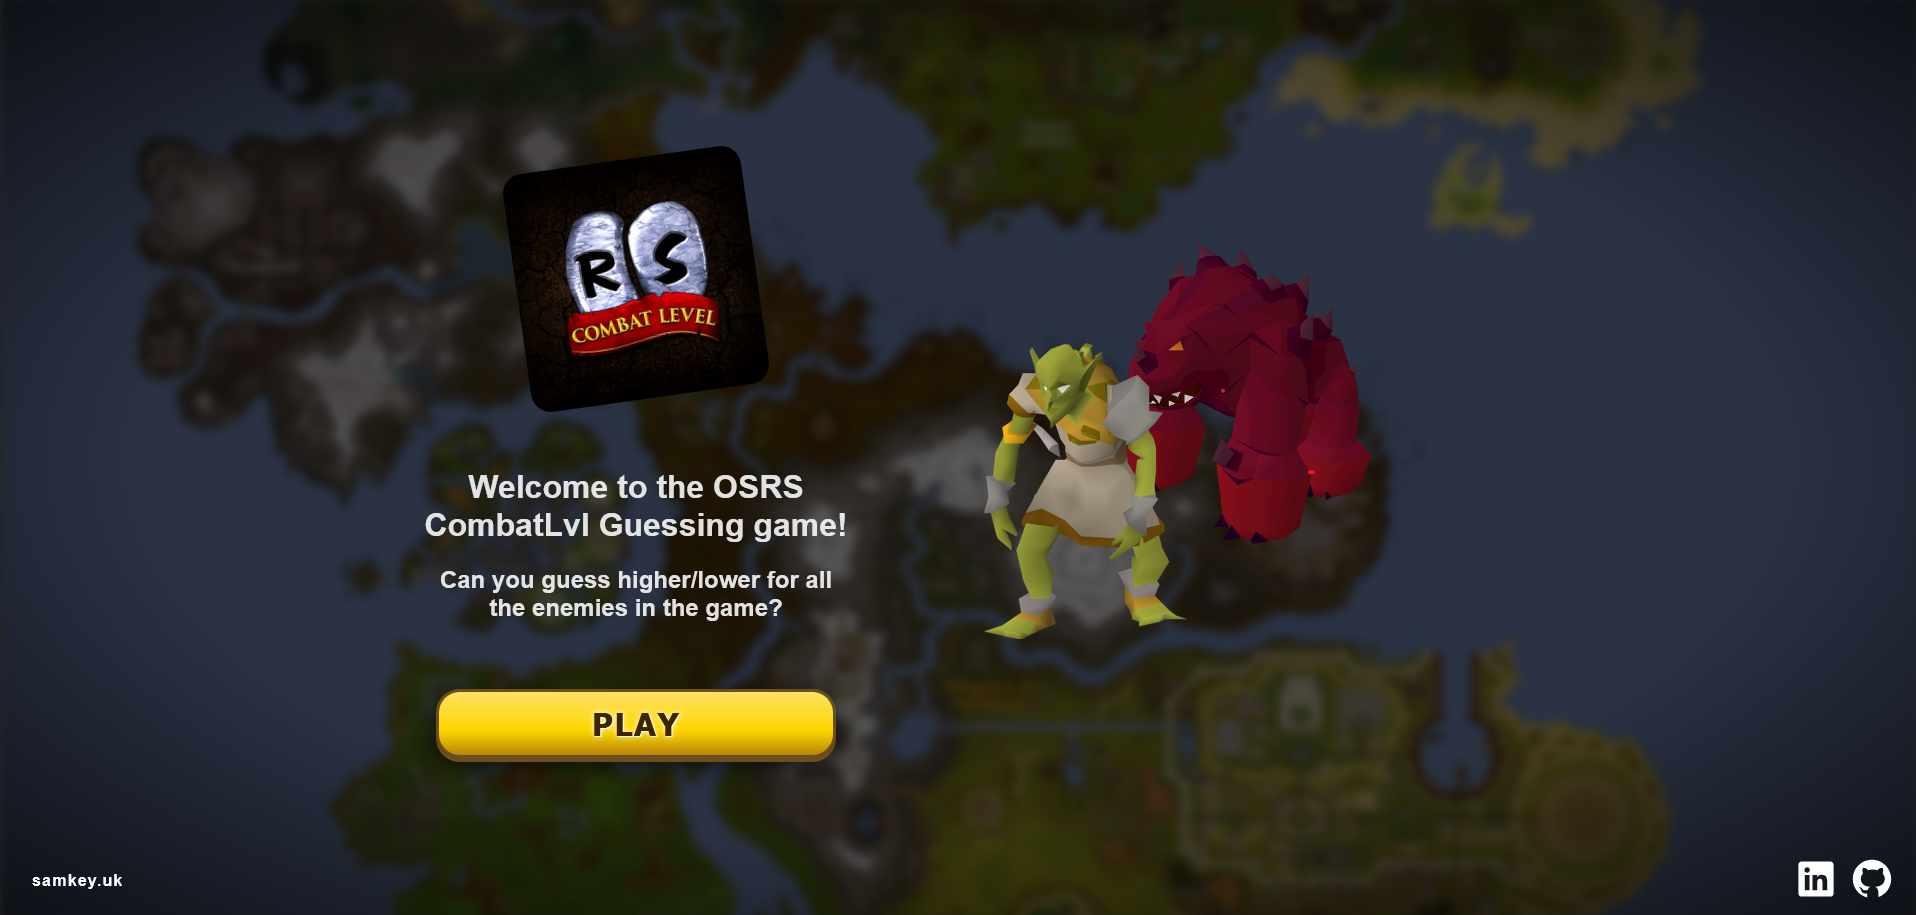 RS
COMBAT LEVEL
Welcome to the OSRS
CombatLvl Guessing game!
Can you guess higher/lower for all
the enemies in the game?
PLAY
samkey.uk
in